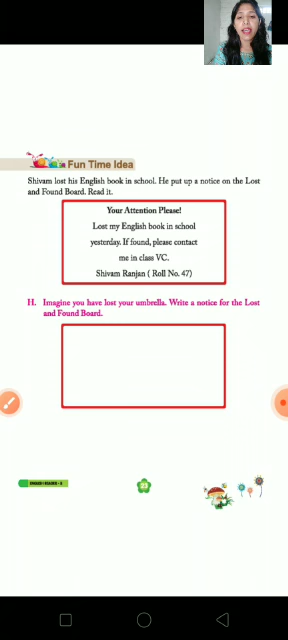 Fun Time Idea
Shivam lost his English book in school. He put up a notice on the Lost
and Found Board. Read it.
Your Attention Please!
Lost my English book in school
yesterday. If found, please contact
me in class VC.
Shivam Ranjan ( Roll No. 47)
H. Imagine you have lost your umbrella. Write a notice for the Lost
and Found Board.
23